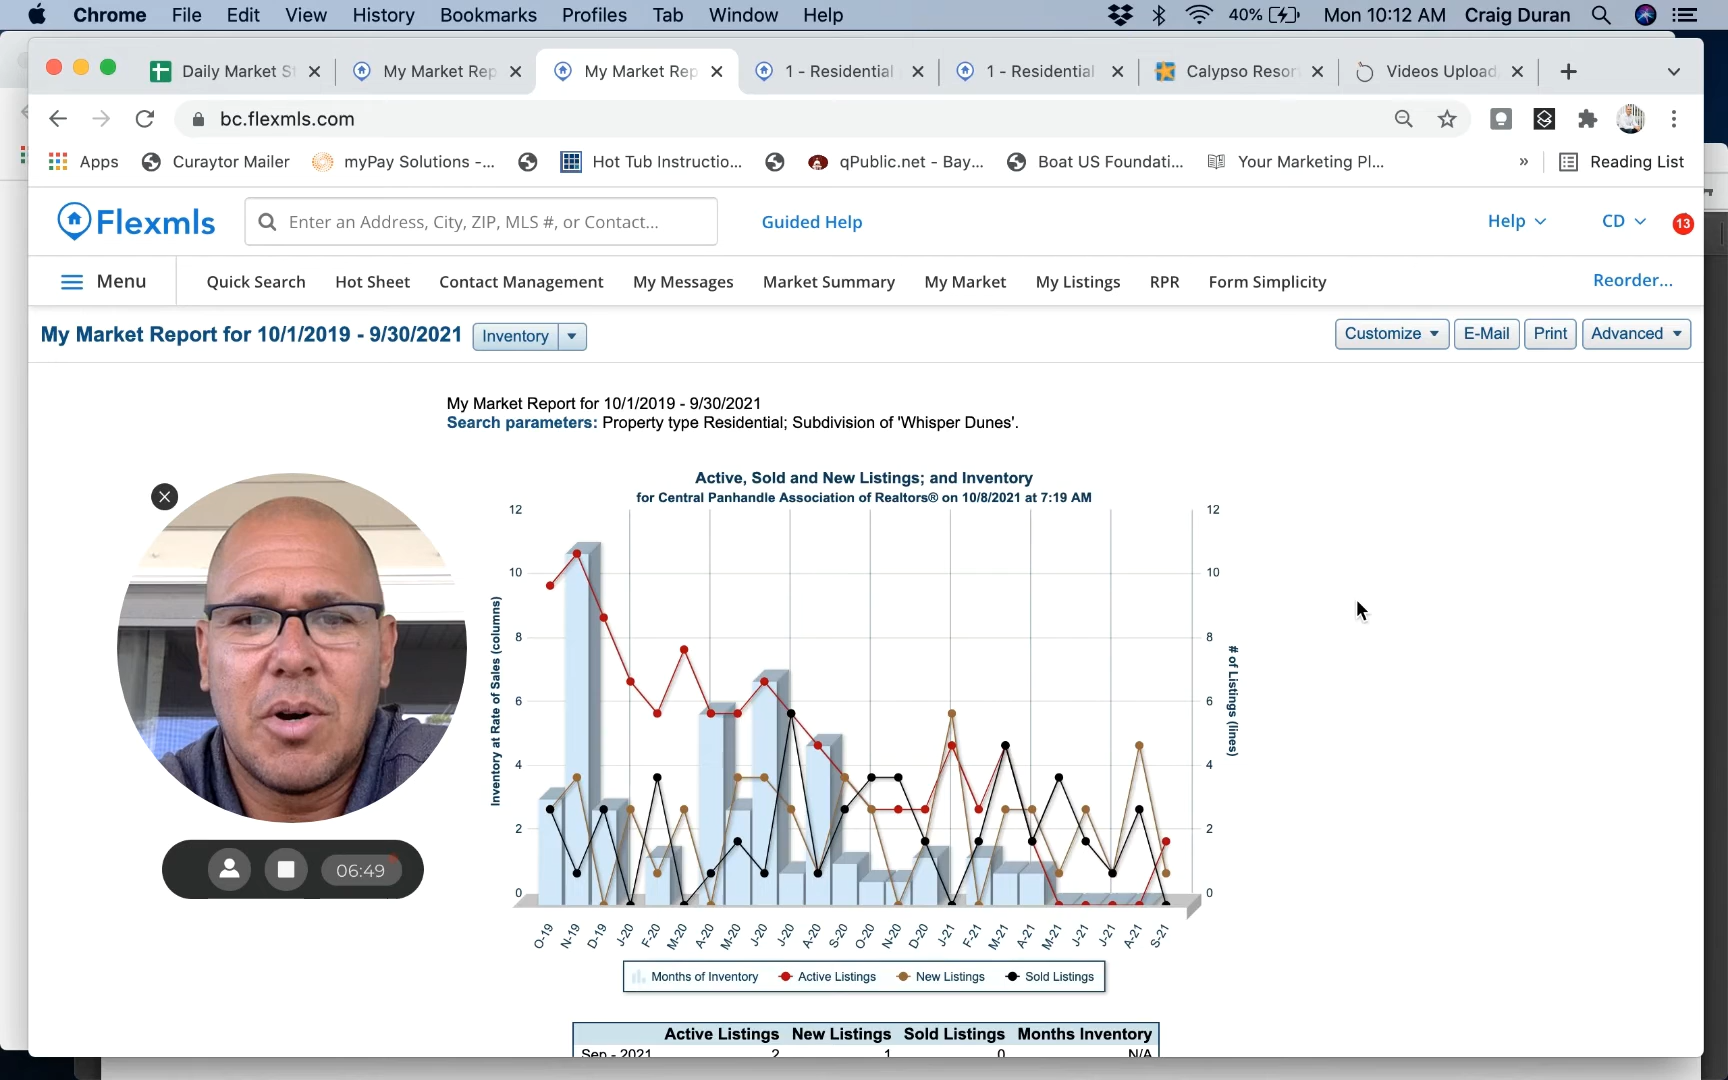 Chrome File Edit View History Bookmarks Profiles Tab Window Help 40% Mon 10:12 AM Craig Duran
Daily Market St My Market Rep My Market Rep 1 - Residential 1 - Residential Calypso Resor Videos Upload,
bc.flexmls.com
Apps Curaytor Mailer myPay Solutions -... Hot Tub Instructio... qPublic.net - Bay... Boat US Foundati... Your Marketing Pl... » Reading List
Flexmls Enter an Address, City, ZIP, MLS #, or Contact... Guided Help Help CD 13
Menu Quick Search Hot Sheet Contact Management My Messages Market Summary My Market My Listings RPR Form Simplicity Reorder...
My Market Report for 10/1/2019 - 9/30/2021 Inventory Customize E-Mail Print Advanced
My Market Report for 10/1/2019 - 9/30/2021
Search parameters: Property type Residential; Subdivision of 'Whisper Dunes'.
Active, Sold and New Listings; and Inventory
for Central Panhandle Association of Realtors® on 10/8/2021 at 7:19 AM
12 12
10 10
8 8
6 6
4 4
2 2
0 0
Inventory at Rate of Sales (columns)
# of Listings (lines)
O-19 N-19 D-19 J-20 F-20 M-20 A-20 M-20 J-20 J-20 A-20 S-20 O-20 N-20 D-20 J-21 F-21 M-21 A-21 M-21 J-21 J-21 A-21 S-21
06:49
Months of Inventory Active Listings New Listings Sold Listings
Active Listings New Listings Sold Listings Months Inventory
Sep - 2021 2 1 0 N/A